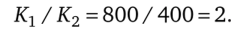 K₁ / K₂ = 800 / 400 = 2.